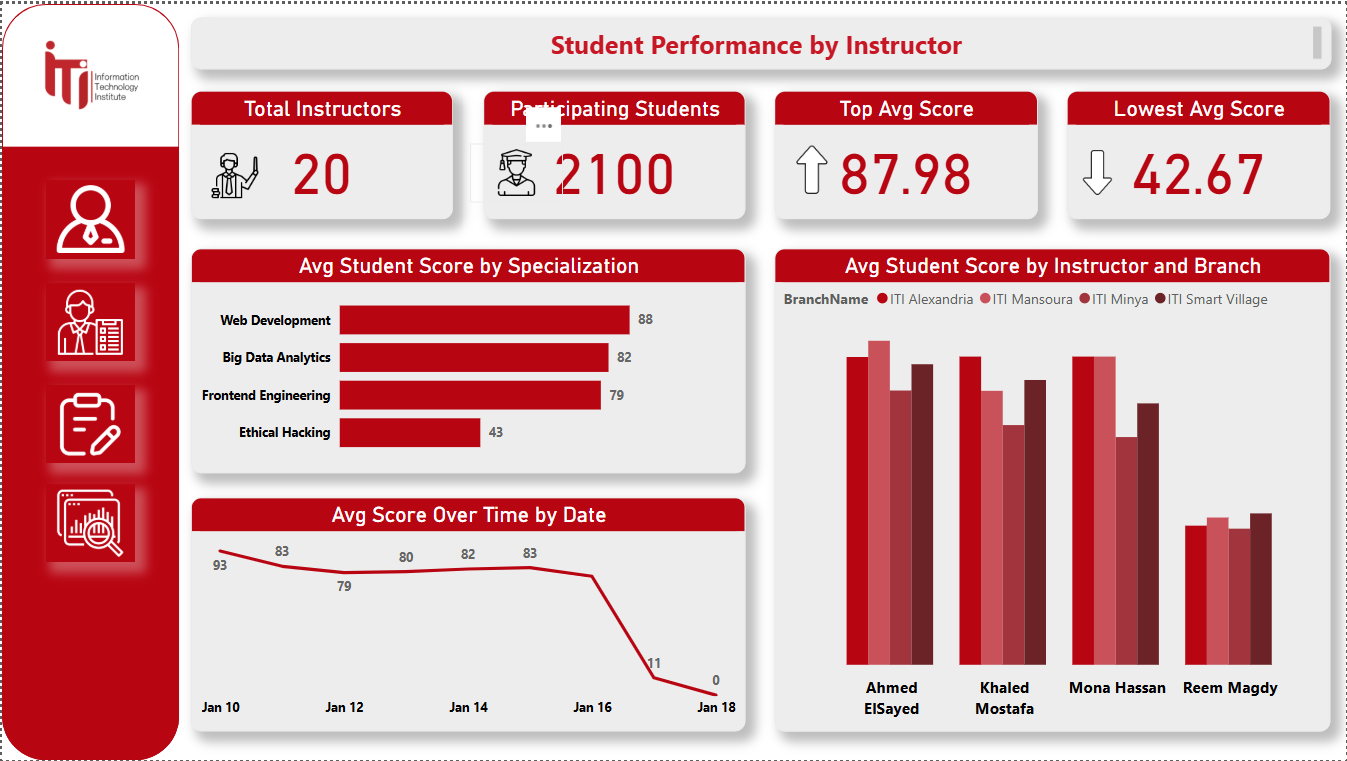 iTi
Information
Technology
Institute
Student Performance by Instructor
Total Instructors
20
Participating Students
2100
Top Avg Score
87.98
Lowest Avg Score
42.67
Avg Student Score by Specialization
Web Development 88
Big Data Analytics 82
Frontend Engineering 79
Ethical Hacking 43
Avg Score Over Time by Date
93
83
79
80
82
83
11
0
Jan 10 Jan 12 Jan 14 Jan 16 Jan 18
Avg Student Score by Instructor and Branch
BranchName ITI Alexandria ITI Mansoura ITI Minya ITI Smart Village
Ahmed
ElSayed
Khaled
Mostafa
Mona Hassan
Reem Magdy